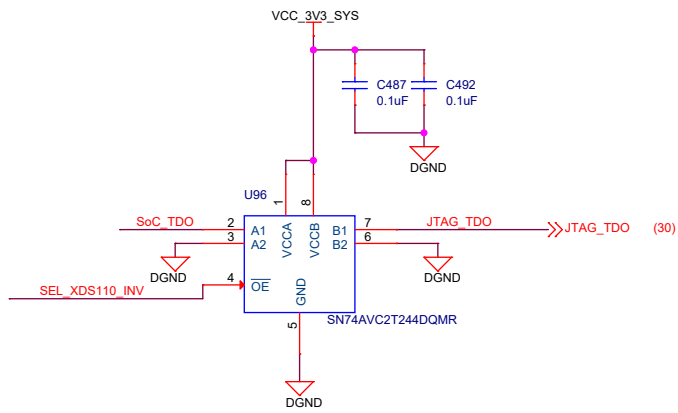 VCC_3V3_SYS
C487
0.1uF
C492
0.1uF
DGND
U96
1
8
SoC_TDO
2
A1
VCCA
VCCB
B1
7
JTAG_TDO
JTAG_TDO (30)
3
A2
B2
6
DGND
DGND
SEL_XDS110_INV
4
OE
GND
5
SN74AVC2T244DQMR
DGND